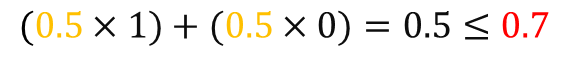 (0.5 × 1) + (0.5 × 0) = 0.5 ≤ 0.7